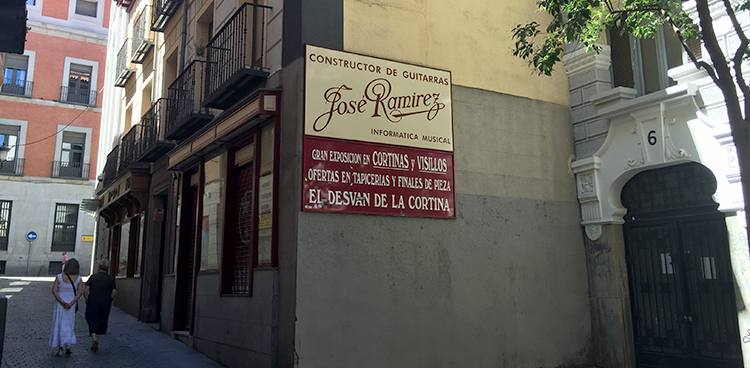 CONSTRUCTOR DE GUITARRAS
José Ramirez
INFORMATICA MUSICAL
GRAN EXPOSICION EN CORTINAS Y VISILLOS
OFERTAS EN TAPICERIAS Y FINALES DE PIEZA
EL DESVAN DE LA CORTINA
6